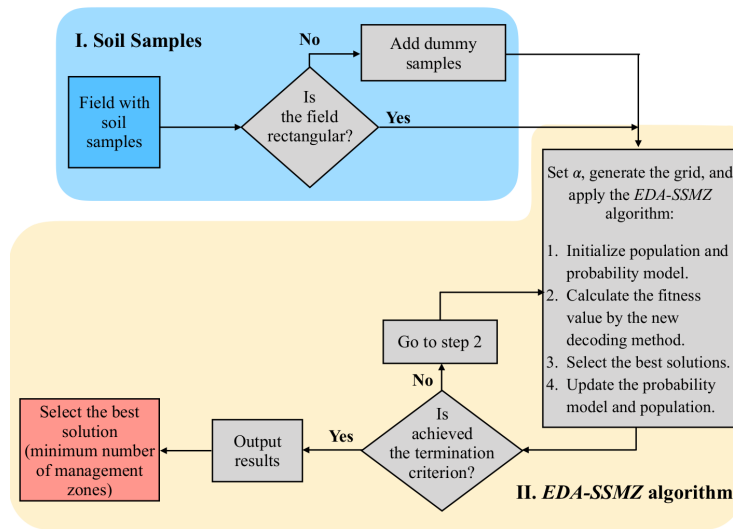 I. Soil Samples
No
Add dummy
samples
Field with
soil
samples
Is
the field
rectangular?
Yes
Set α, generate the grid, and
apply the EDA-SSMZ
algorithm:
1. Initialize population and
probability model.
2. Calculate the fitness
value by the new
decoding method.
3. Select the best solutions.
4. Update the probability
model and population.
Go to step 2
No
Is
achieved
the termination
criterion?
Yes
Output
results
Select the best
solution
(minimum number
of management
zones)
II. EDA-SSMZ algorithm